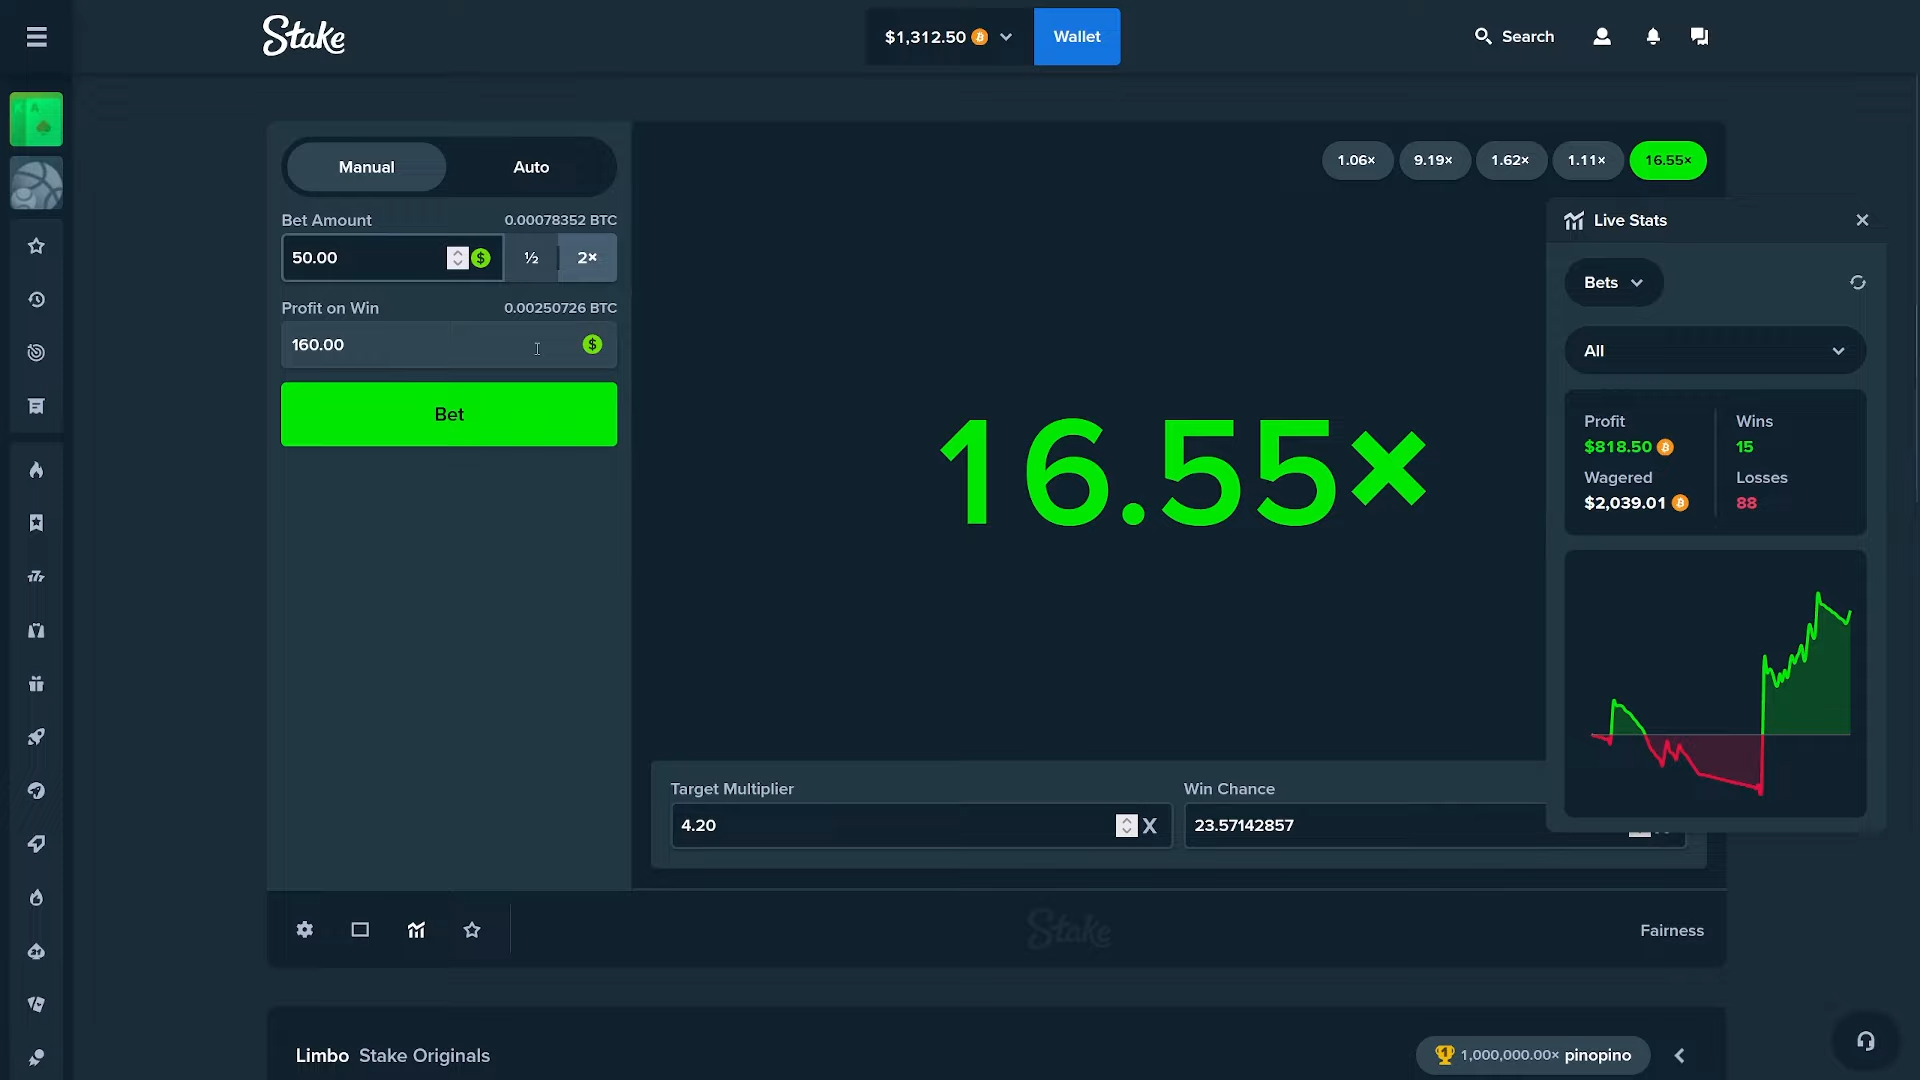 Stake
$1,312.50
Wallet
Search
Manual
Auto
1.06×
9.19×
1.62×
1.11×
16.55×
Bet Amount
0.00078352 BTC
50.00
½
2×
Profit on Win
0.00250726 BTC
160.00
Bet
16.55×
Live Stats
Bets
All
Profit
Wins
$818.50
15
Wagered
Losses
$2,039.01
88
Target Multiplier
Win Chance
4.20
X
23.57142857
Stake
Fairness
Limbo Stake Originals
1,000,000.00× pinopino